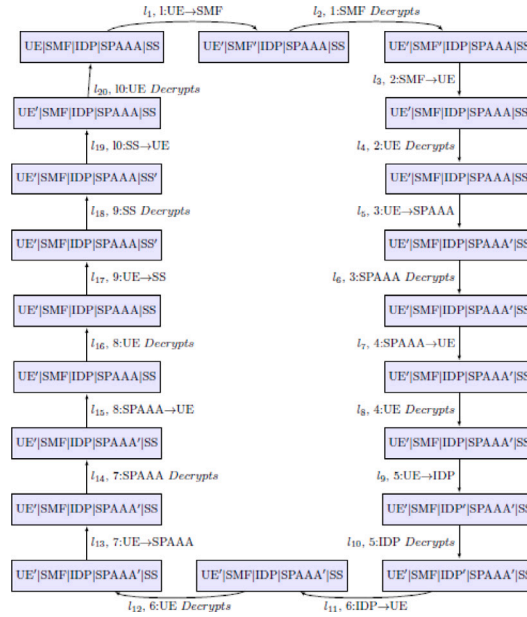 l1, 1:UE→SMF
l2, 1:SMF Decrypts
UE|SMF|IDP|SPAAA|SS
UE′|SMF′|IDP|SPAAA|SS
UE′|SMF′|IDP|SPAAA|SS
l3, 2:SMF→UE
UE′|SMF|IDP|SPAAA|SS
l4, 2:UE Decrypts
UE′|SMF|IDP|SPAAA|SS
l5, 3:UE→SPAAA
UE′|SMF|IDP|SPAAA′|SS
l6, 3:SPAAA Decrypts
UE′|SMF|IDP|SPAAA′|SS
l7, 4:SPAAA→UE
UE′|SMF|IDP|SPAAA′|SS
l8, 4:UE Decrypts
UE′|SMF|IDP|SPAAA′|SS
l9, 5:UE→IDP
UE′|SMF|IDP′|SPAAA′|SS
l10, 5:IDP Decrypts
UE′|SMF|IDP′|SPAAA′|SS
l11, 6:IDP→UE
UE′|SMF|IDP|SPAAA′|SS
l12, 6:UE Decrypts
UE′|SMF|IDP|SPAAA′|SS
l13, 7:UE→SPAAA
UE′|SMF|IDP|SPAAA′|SS
l14, 7:SPAAA Decrypts
UE′|SMF|IDP|SPAAA′|SS
l15, 8:SPAAA→UE
UE′|SMF|IDP|SPAAA|SS
l16, 8:UE Decrypts
UE′|SMF|IDP|SPAAA|SS
l17, 9:UE→SS
UE′|SMF|IDP|SPAAA|SS′
l18, 9:SS Decrypts
UE′|SMF|IDP|SPAAA|SS′
l19, 10:SS→UE
UE′|SMF|IDP|SPAAA|SS
l20, 10:UE Decrypts